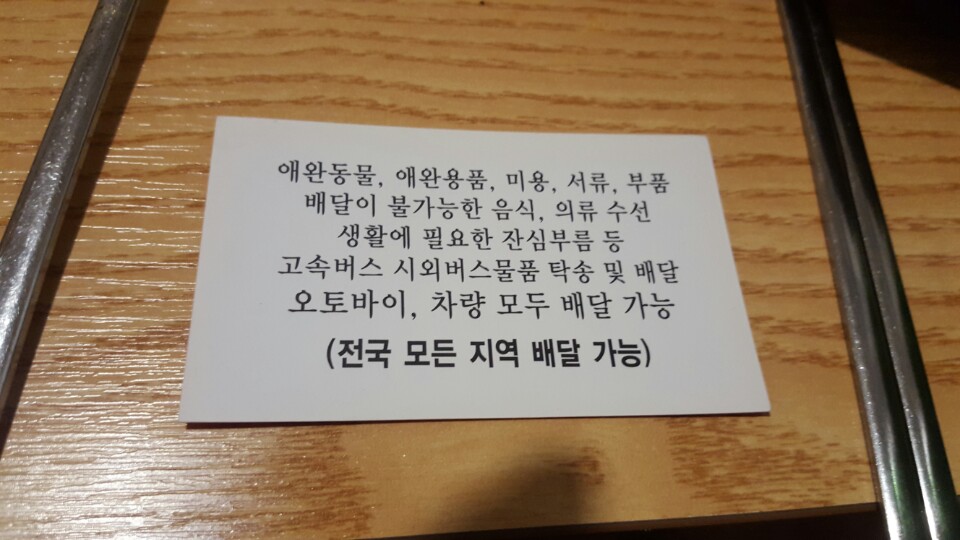 애완동물, 애완용품, 미용, 서류, 부품
배달이 불가능한 음식, 의류 수선
생활에 필요한 잔심부름 등
고속버스 시외버스물품 탁송 및 배달
오토바이, 차량 모두 배달 가능
(전국 모든 지역 배달 가능)